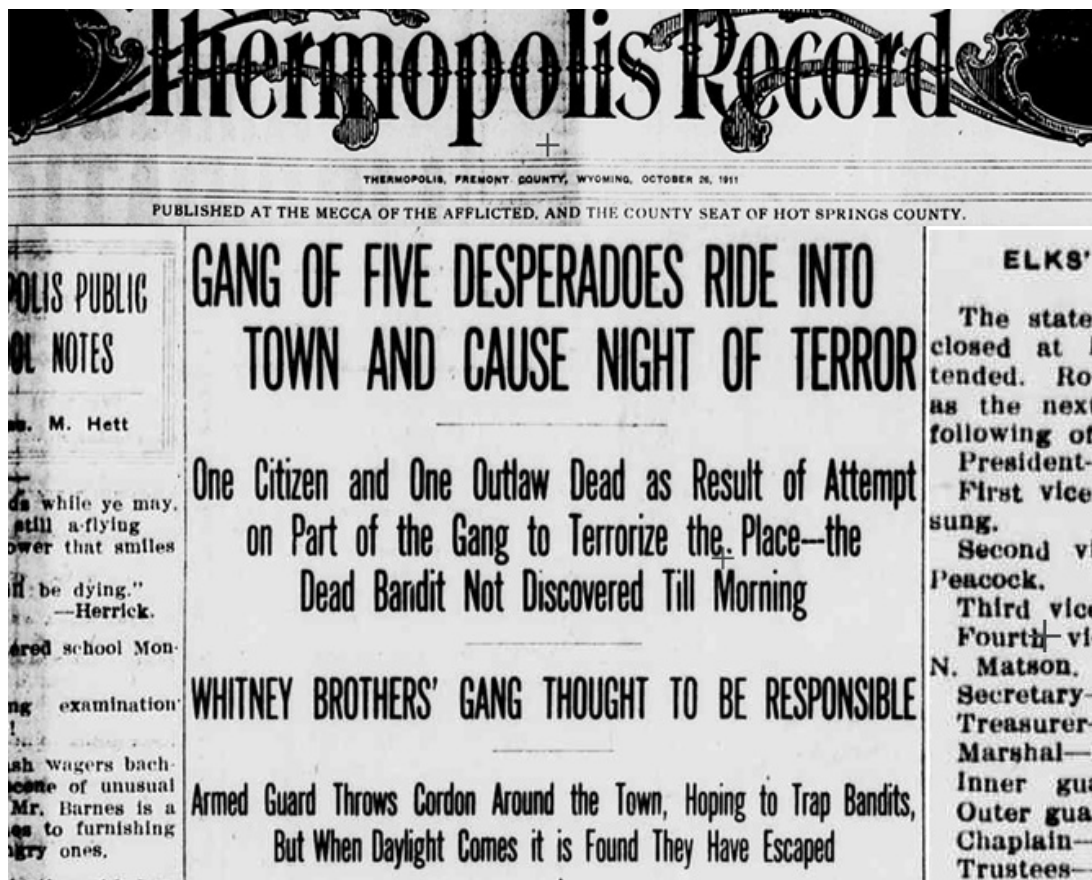 Thermopolis Record
THERMOPOLIS, FREMONT COUNTY, WYOMING, OCTOBER 26, 1911
PUBLISHED AT THE MECCA OF THE AFFLICTED, AND THE COUNTY SEAT OF HOT SPRINGS COUNTY.
PUBLIC
NOTES
M. Hett
while ye may,
still a-flying
that smiles
be dying."
—Herrick.
school Mon-
examination
wagers bach-
of unusual
Mr. Barnes is a
to furnishing
ones.
GANG OF FIVE DESPERADOES RIDE INTO
TOWN AND CAUSE NIGHT OF TERROR
One Citizen and One Outlaw Dead as Result of Attempt
on Part of the Gang to Terrorize the Place—the
Dead Bandit Not Discovered Till Morning
WHITNEY BROTHERS' GANG THOUGHT TO BE RESPONSIBLE
Armed Guard Throws Cordon Around the Town, Hoping to Trap Bandits,
But When Daylight Comes it is Found They Have Escaped
ELKS'
The state
closed at
tended. Ro
as the next
following of
President-
First vice
sung.
Second vi
Peacock.
Third vice
Fourth vi
N. Matson.
Secretary-
Treasurer-
Marshal—
Inner gua
Outer gua
Chaplain—
Trustees—